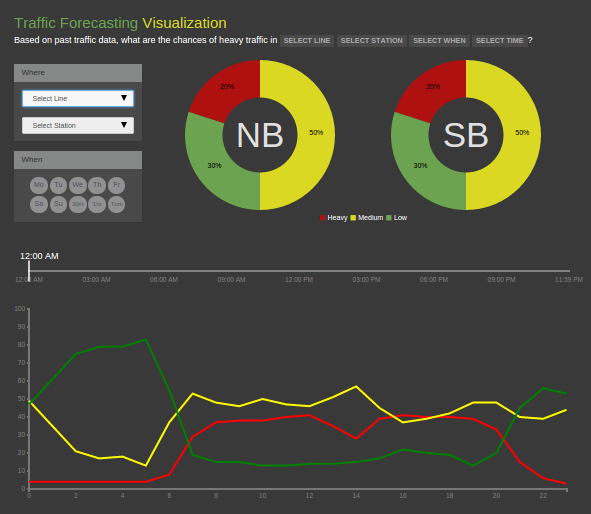 Traffic Forecasting Visualization
Based on past traffic data, what are the chances of heavy traffic in SELECT LINE SELECT STATION SELECT WHEN SELECT TIME ?
Where
Select Line
Select Station
When
Mo Tu We Th Fr
Sa Su 30m 1hr Tom
20%
NB
50%
30%
20%
SB
50%
30%
Heavy Medium Low
12:00 AM
12:00 AM 03:00 AM 06:00 AM 09:00 AM 12:00 PM 03:00 PM 06:00 PM 09:00 PM 11:59 PM
100
90
80
70
60
50
40
30
20
10
0
0 2 4 6 8 10 12 14 16 18 20 22